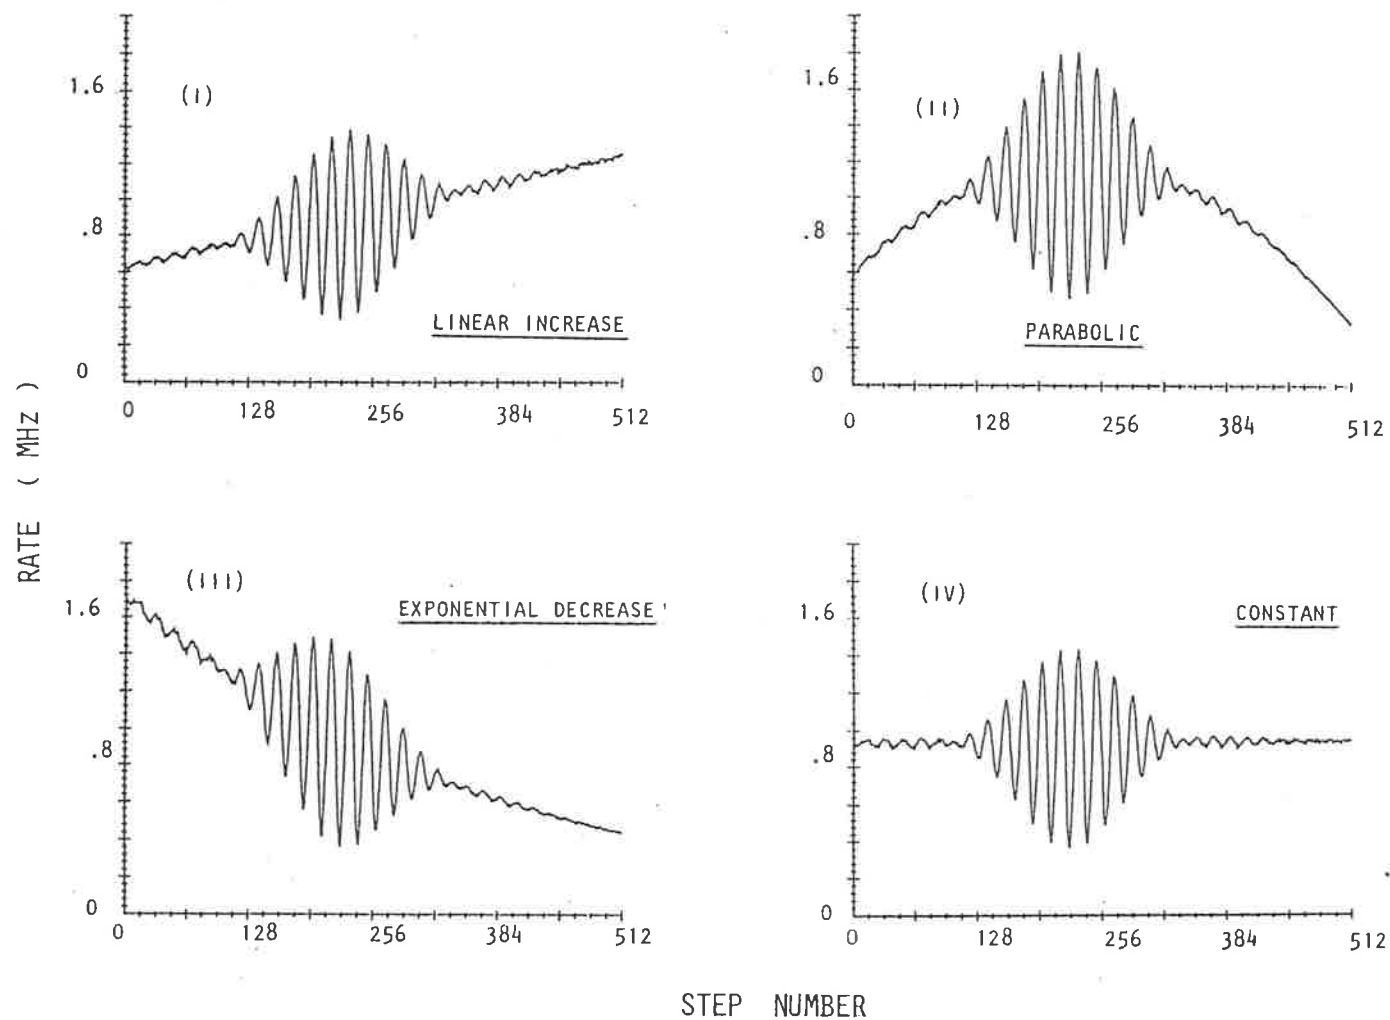 (I)
1.6
.8
0
LINEAR INCREASE
0 128 256 384 512
(II)
1.6
.8
0
PARABOLIC
0 128 256 384 512
RATE ( MHZ )
(III)
EXPONENTIAL DECREASE
1.6
.8
0
0 128 256 384 512
(IV)
CONSTANT
1.6
.8
0
0 128 256 384 512
STEP NUMBER